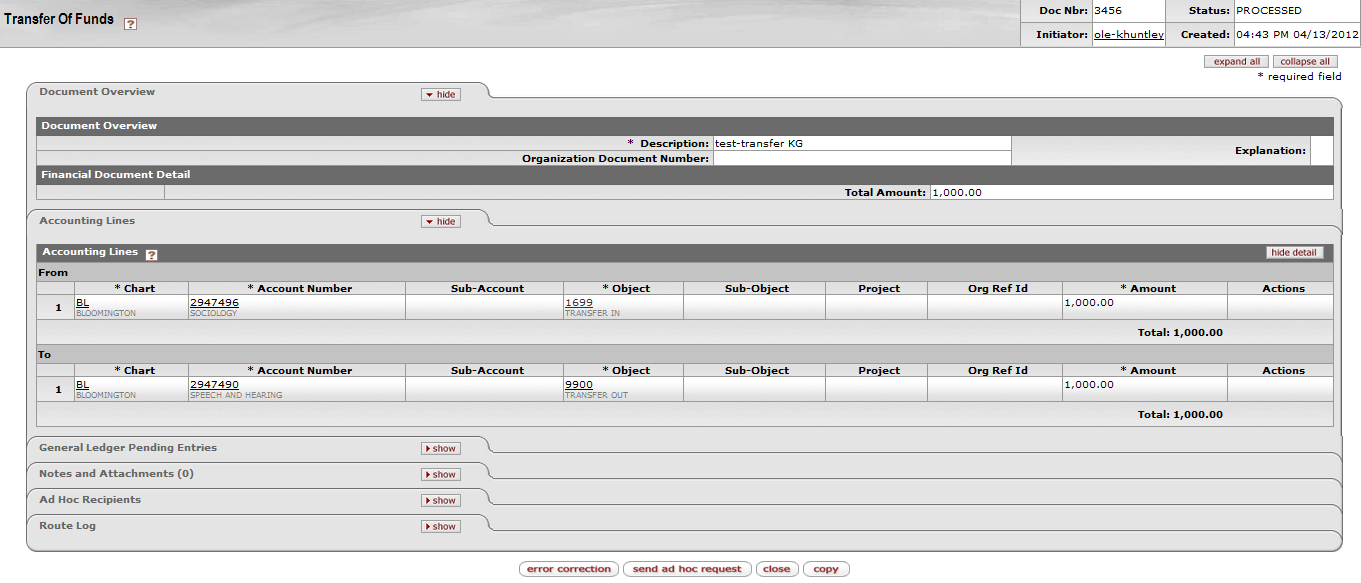 Transfer Of Funds ?
Doc Nbr: 3456 Status: PROCESSED
Initiator: ole-khuntley Created: 04:43 PM 04/13/2012
expand all collapse all
* required field
Document Overview hide
Document Overview
* Description: test-transfer KG Explanation:
Organization Document Number:
Financial Document Detail
Total Amount: 1,000.00
Accounting Lines hide
Accounting Lines ? hide detail
From
* Chart * Account Number Sub-Account * Object Sub-Object Project Org Ref Id * Amount Actions
1 BL 2947496 1699 1,000.00
BLOOMINGTON SOCIOLOGY TRANSFER IN
Total: 1,000.00
To
* Chart * Account Number Sub-Account * Object Sub-Object Project Org Ref Id * Amount Actions
1 BL 2947490 9900 1,000.00
BLOOMINGTON SPEECH AND HEARING TRANSFER OUT
Total: 1,000.00
General Ledger Pending Entries show
Notes and Attachments (0) show
Ad Hoc Recipients show
Route Log show
error correction send ad hoc request close copy